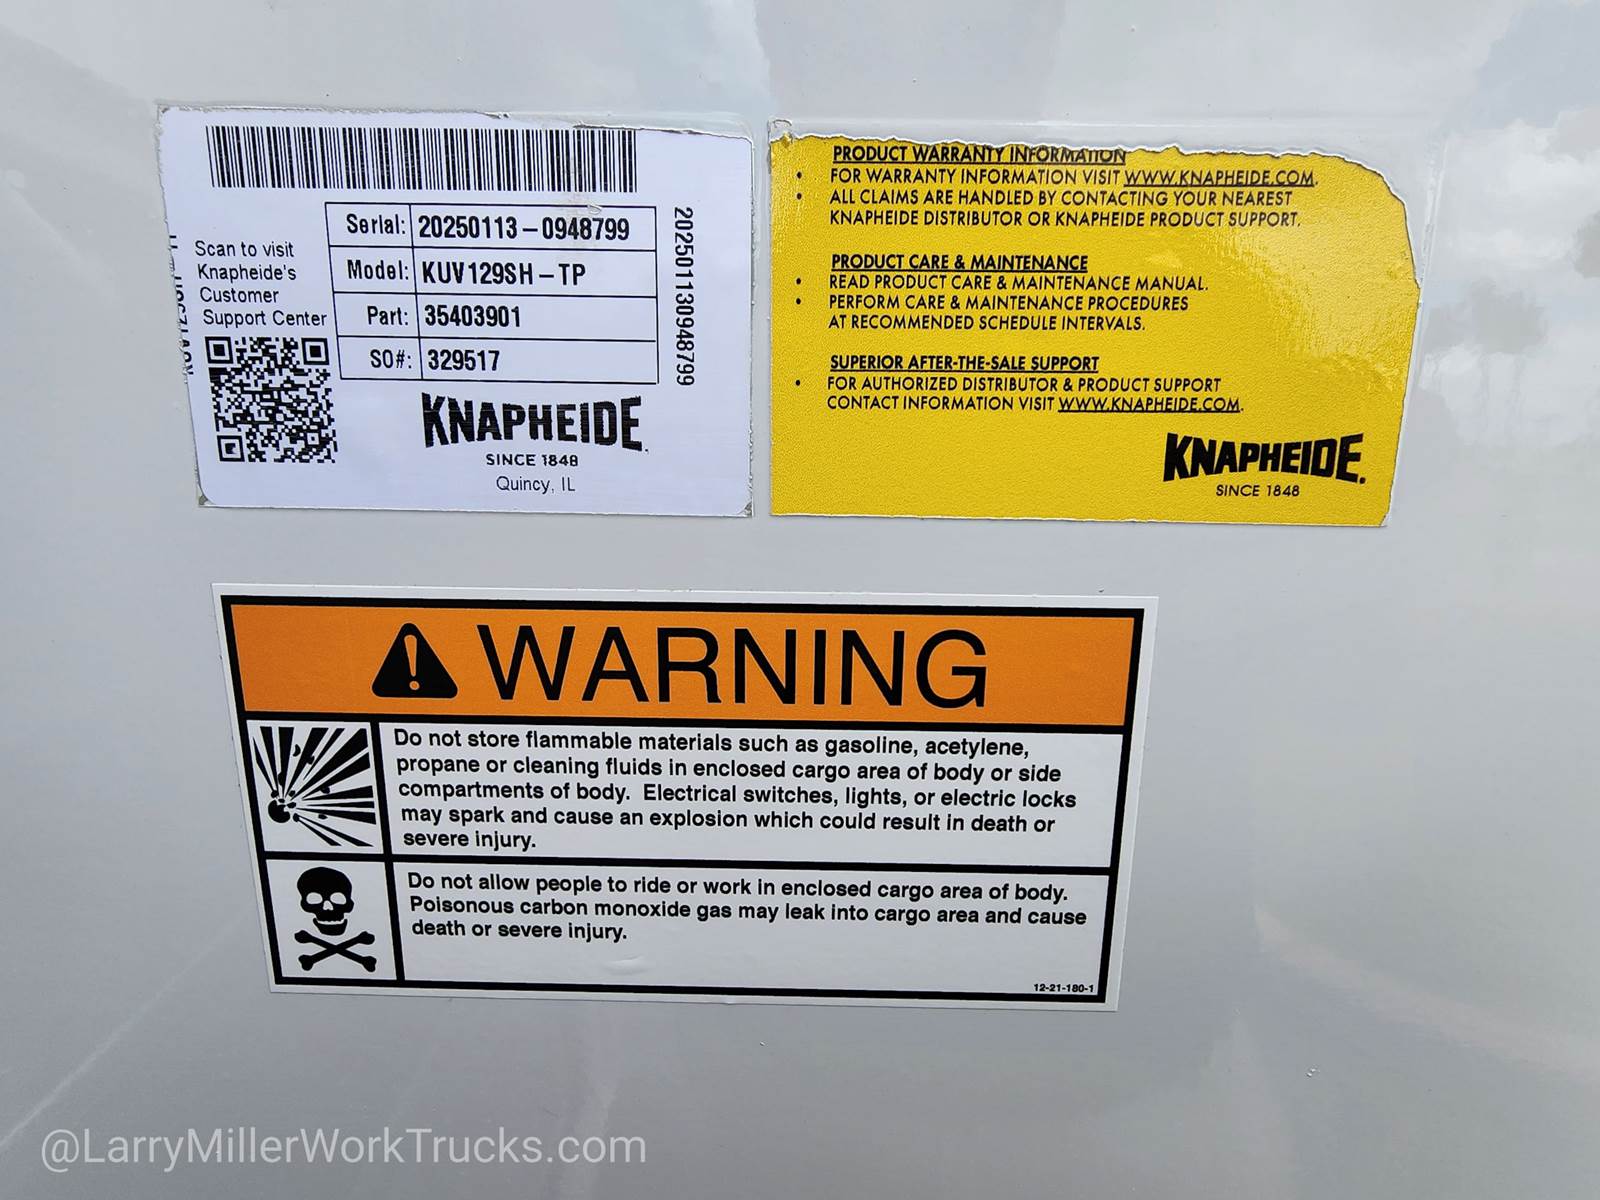 Scan to visit
Knapheide's
Customer
Support Center
Serial: 20250113-0948799
Model: KUV129SH-TP
Part: 35403901
SO#: 329517
202501130948799
KNAPHEIDE
SINCE 1848
Quincy, IL
PRODUCT WARRANTY INFORMATION
• FOR WARRANTY INFORMATION VISIT WWW.KNAPHEIDE.COM.
• ALL CLAIMS ARE HANDLED BY CONTACTING YOUR NEAREST
KNAPHEIDE DISTRIBUTOR OR KNAPHEIDE PRODUCT SUPPORT.
PRODUCT CARE & MAINTENANCE
• READ PRODUCT CARE & MAINTENANCE MANUAL.
• PERFORM CARE & MAINTENANCE PROCEDURES
AT RECOMMENDED SCHEDULE INTERVALS.
SUPERIOR AFTER-THE-SALE SUPPORT
• FOR AUTHORIZED DISTRIBUTOR & PRODUCT SUPPORT
CONTACT INFORMATION VISIT WWW.KNAPHEIDE.COM.
KNAPHEIDE.
SINCE 1848
WARNING
Do not store flammable materials such as gasoline, acetylene,
propane or cleaning fluids in enclosed cargo area of body or side
compartments of body. Electrical switches, lights, or electric locks
may spark and cause an explosion which could result in death or
severe injury.
Do not allow people to ride or work in enclosed cargo area of body.
Poisonous carbon monoxide gas may leak into cargo area and cause
death or severe injury.
12-21-180-1
@LarryMillerWorkTrucks.com